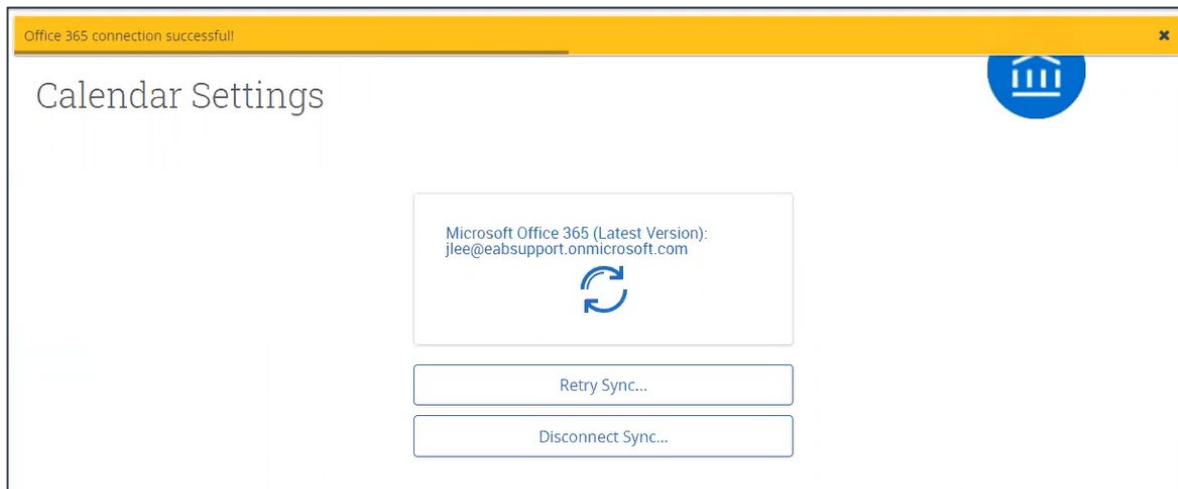 Office 365 connection successful!
Calendar Settings
Microsoft Office 365 (Latest Version):
jlee@eabsupport.onmicrosoft.com
Retry Sync...
Disconnect Sync...